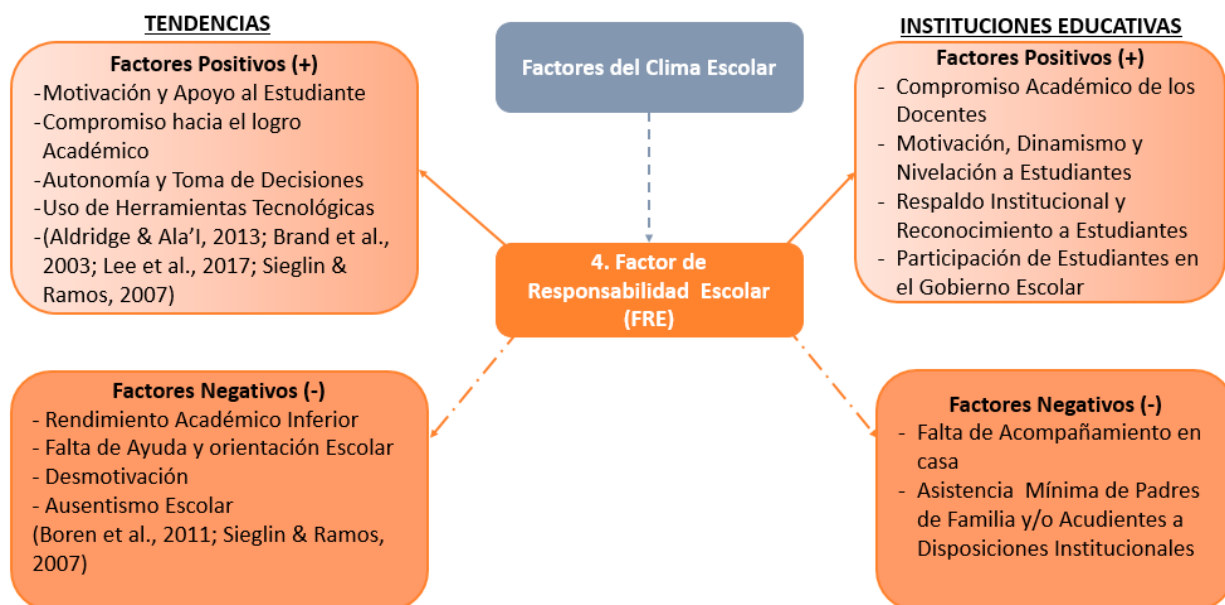 TENDENCIAS
Factores Positivos (+)
-Motivación y Apoyo al Estudiante
-Compromiso hacia el logro
Académico
-Autonomía y Toma de Decisiones
-Uso de Herramientas Tecnológicas
-(Aldridge & Ala’I, 2013; Brand et al.,
2003; Lee et al., 2017; Sieglin &
Ramos, 2007)
Factores del Clima Escolar
INSTITUCIONES EDUCATIVAS
Factores Positivos (+)
- Compromiso Académico de los
Docentes
- Motivación, Dinamismo y
Nivelación a Estudiantes
- Respaldo Institucional y
Reconocimiento a Estudiantes
- Participación de Estudiantes en
el Gobierno Escolar
4. Factor de
Responsabilidad Escolar
(FRE)
Factores Negativos (-)
- Rendimiento Académico Inferior
- Falta de Ayuda y orientación Escolar
- Desmotivación
- Ausentismo Escolar
(Boren et al., 2011; Sieglin & Ramos,
2007)
Factores Negativos (-)
- Falta de Acompañamiento en
casa
- Asistencia Mínima de Padres
de Familia y/o Acudientes a
Disposiciones Institucionales